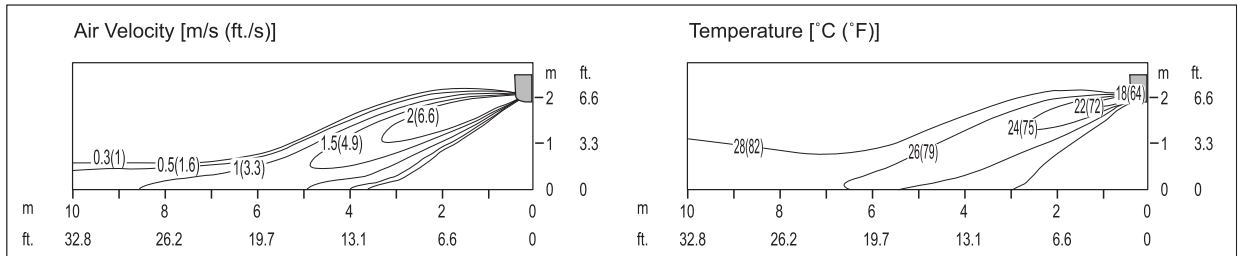 Air Velocity [m/s (ft./s)]
0.3(1)
0.5(1.6)
1(3.3)
1.5(4.9)
2(6.6)
m ft.
2 6.6
1 3.3
0 0
m 10 8 6 4 2 0
ft. 32.8 26.2 19.7 13.1 6.6 0
Temperature [˚C (˚F)]
28(82)
26(79)
24(75)
22(72)
18(64)
m ft.
2 6.6
1 3.3
0 0
m 10 8 6 4 2 0
ft. 32.8 26.2 19.7 13.1 6.6 0